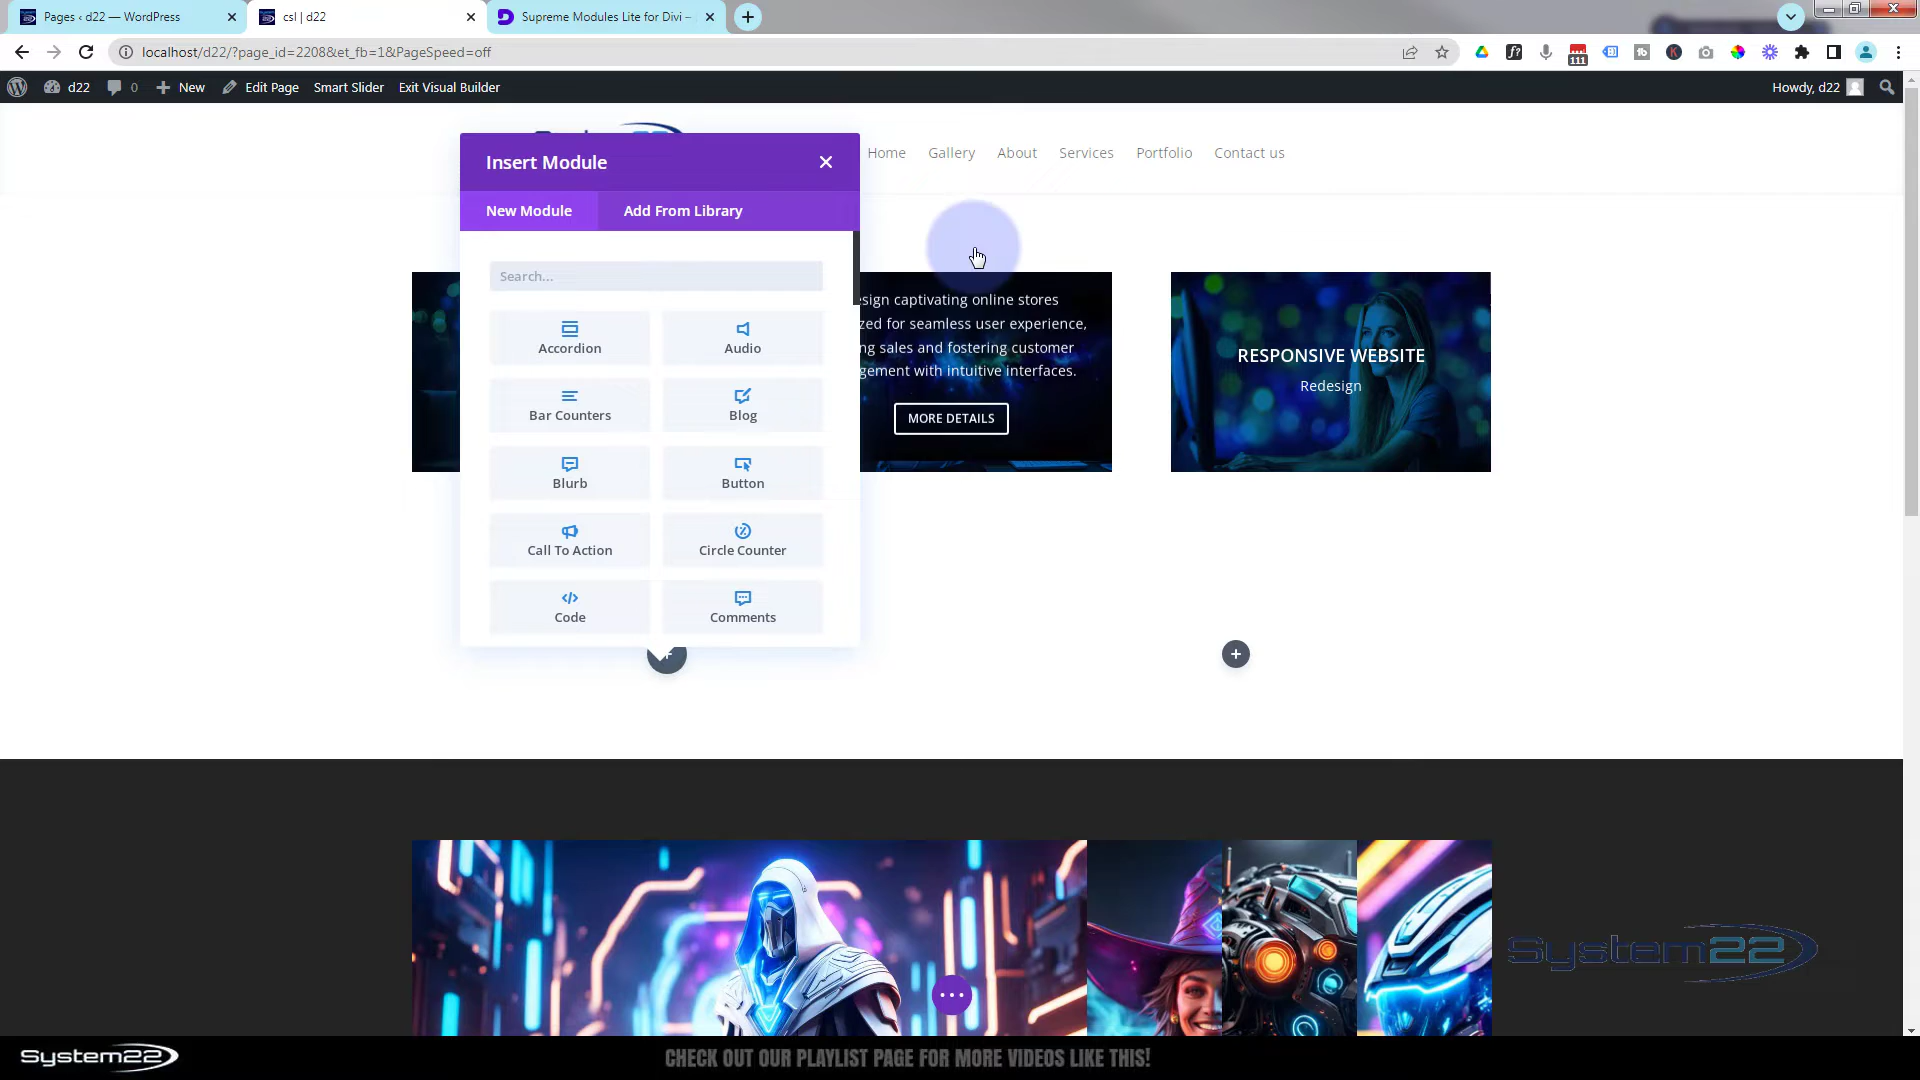 Pages ‹ d22 — WordPress
csl | d22
Supreme Modules Lite for Divi –
localhost/d22/?page_id=2208&et_fb=1&PageSpeed=off
111
d22
0
New
Edit Page
Smart Slider
Exit Visual Builder
Howdy, d22
Home
Gallery
About
Services
Portfolio
Contact us
Insert Module
New Module
Add From Library
Search...
Accordion
Audio
Bar Counters
Blog
Blurb
Button
Call To Action
Circle Counter
Code
Comments
sign captivating online stores
zed for seamless user experience,
ng sales and fostering customer
gement with intuitive interfaces.
MORE DETAILS
RESPONSIVE WEBSITE
Redesign
System22
System22
CHECK OUT OUR PLAYLIST PAGE FOR MORE VIDEOS LIKE THIS!